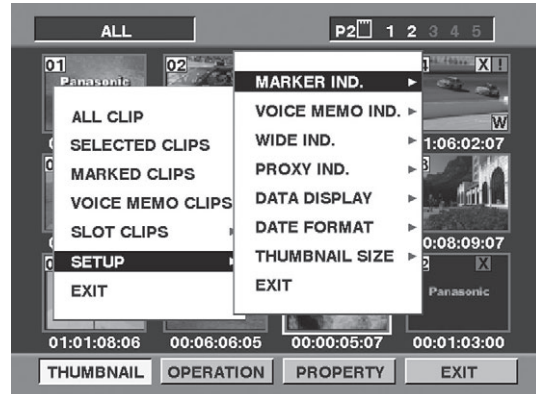 ALL
P2 1 2 3 4 5
01
Panasonic
02
X !
W
1:06:02:07
ALL CLIP
SELECTED CLIPS
MARKED CLIPS
VOICE MEMO CLIPS
SLOT CLIPS
SETUP
EXIT
MARKER IND.
VOICE MEMO IND.
WIDE IND.
PROXY IND.
DATA DISPLAY
DATE FORMAT
THUMBNAIL SIZE
EXIT
0:08:09:07
X
Panasonic
01:01:08:06
00:06:06:05
00:00:05:07
00:01:03:00
THUMBNAIL
OPERATION
PROPERTY
EXIT